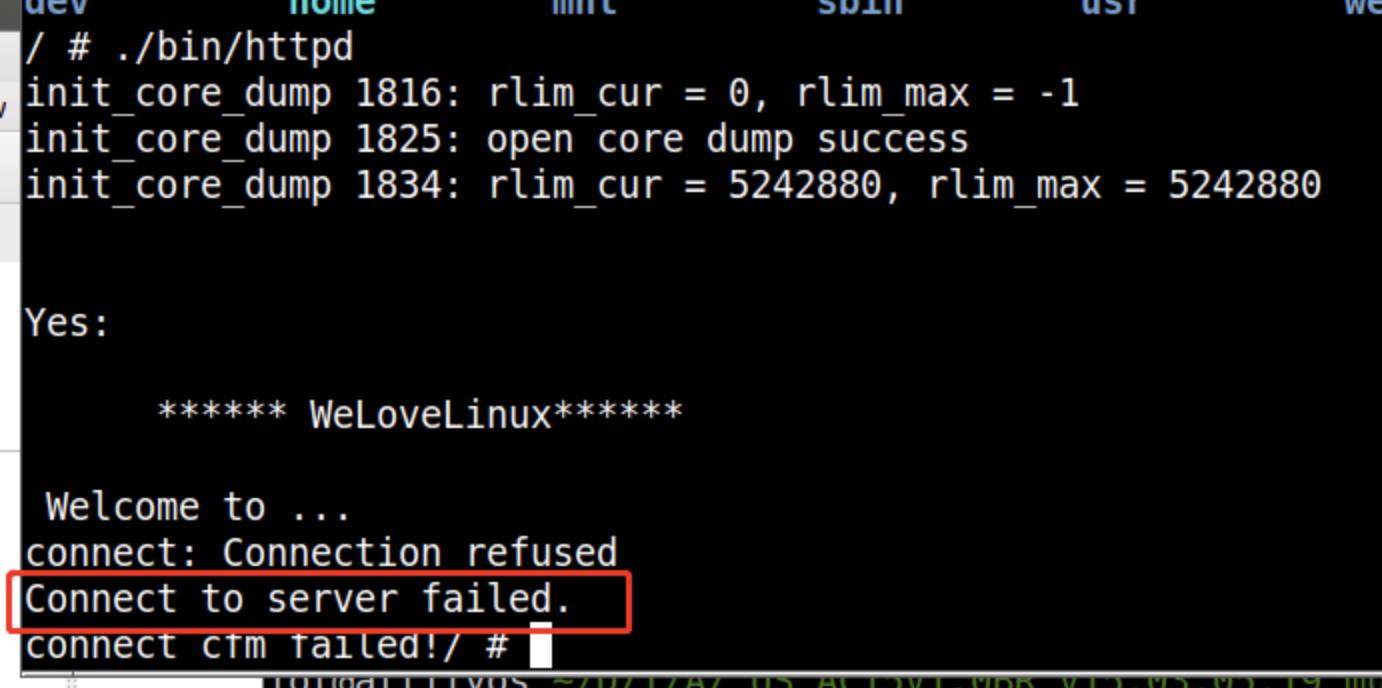 dev home mnt sbin usr we
/ # ./bin/httpd
init_core_dump 1816: rlim_cur = 0, rlim_max = -1
init_core_dump 1825: open core dump success
init_core_dump 1834: rlim_cur = 5242880, rlim_max = 5242880
Yes:
****** WeLoveLinux******
Welcome to ...
connect: Connection refused
Connect to server failed.
connect cfm failed!/ #